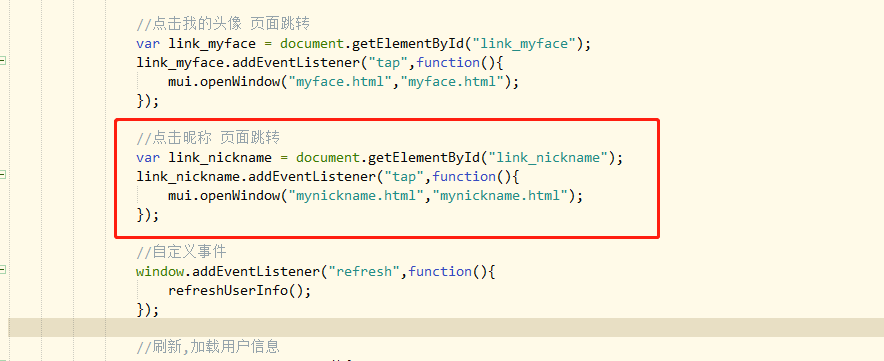 //点击我的头像 页面跳转
var link_myface = document.getElementById("link_myface");
link_myface.addEventListener("tap",function(){
mui.openWindow("myface.html","myface.html");
});
//点击昵称 页面跳转
var link_nickname = document.getElementById("link_nickname");
link_nickname.addEventListener("tap",function(){
mui.openWindow("mynickname.html","mynickname.html");
});
//自定义事件
window.addEventListener("refresh",function(){
refreshUserInfo();
});
//刷新,加载用户信息